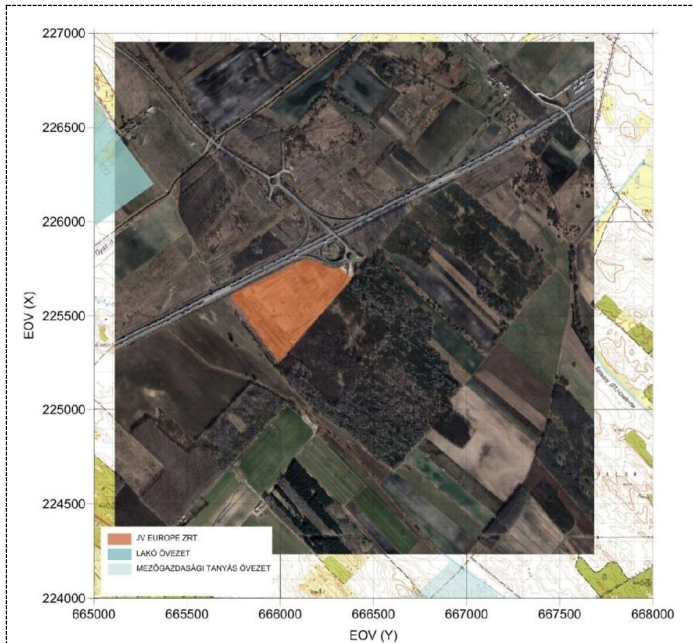 227000
226500
226000
225500
225000
224500
224000
EOV (X)
JV EUROPE ZRT.
LAKÓ ÖVEZET
MEZŐGAZDASÁGI TANYÁS ÖVEZET
665000 665500 666000 666500 667000 667500 668000
EOV (Y)